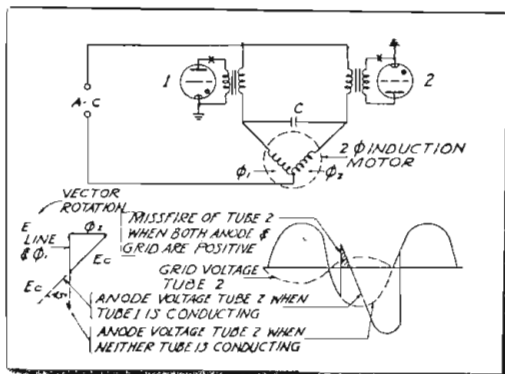 1
2
A-C
C
2 Φ INDUCTION
MOTOR
Φ₁
Φ₂
VECTOR
ROTATION
E
LINE
& Φ₁
Φ₂
EC
EC
45°
MISSFIRE OF TUBE 2
WHEN BOTH ANODE &
GRID ARE POSITIVE
GRID VOLTAGE
TUBE 2
ANODE VOLTAGE TUBE 2 WHEN
TUBE 1 IS CONDUCTING
ANODE VOLTAGE TUBE 2 WHEN
NEITHER TUBE IS CONDUCTING